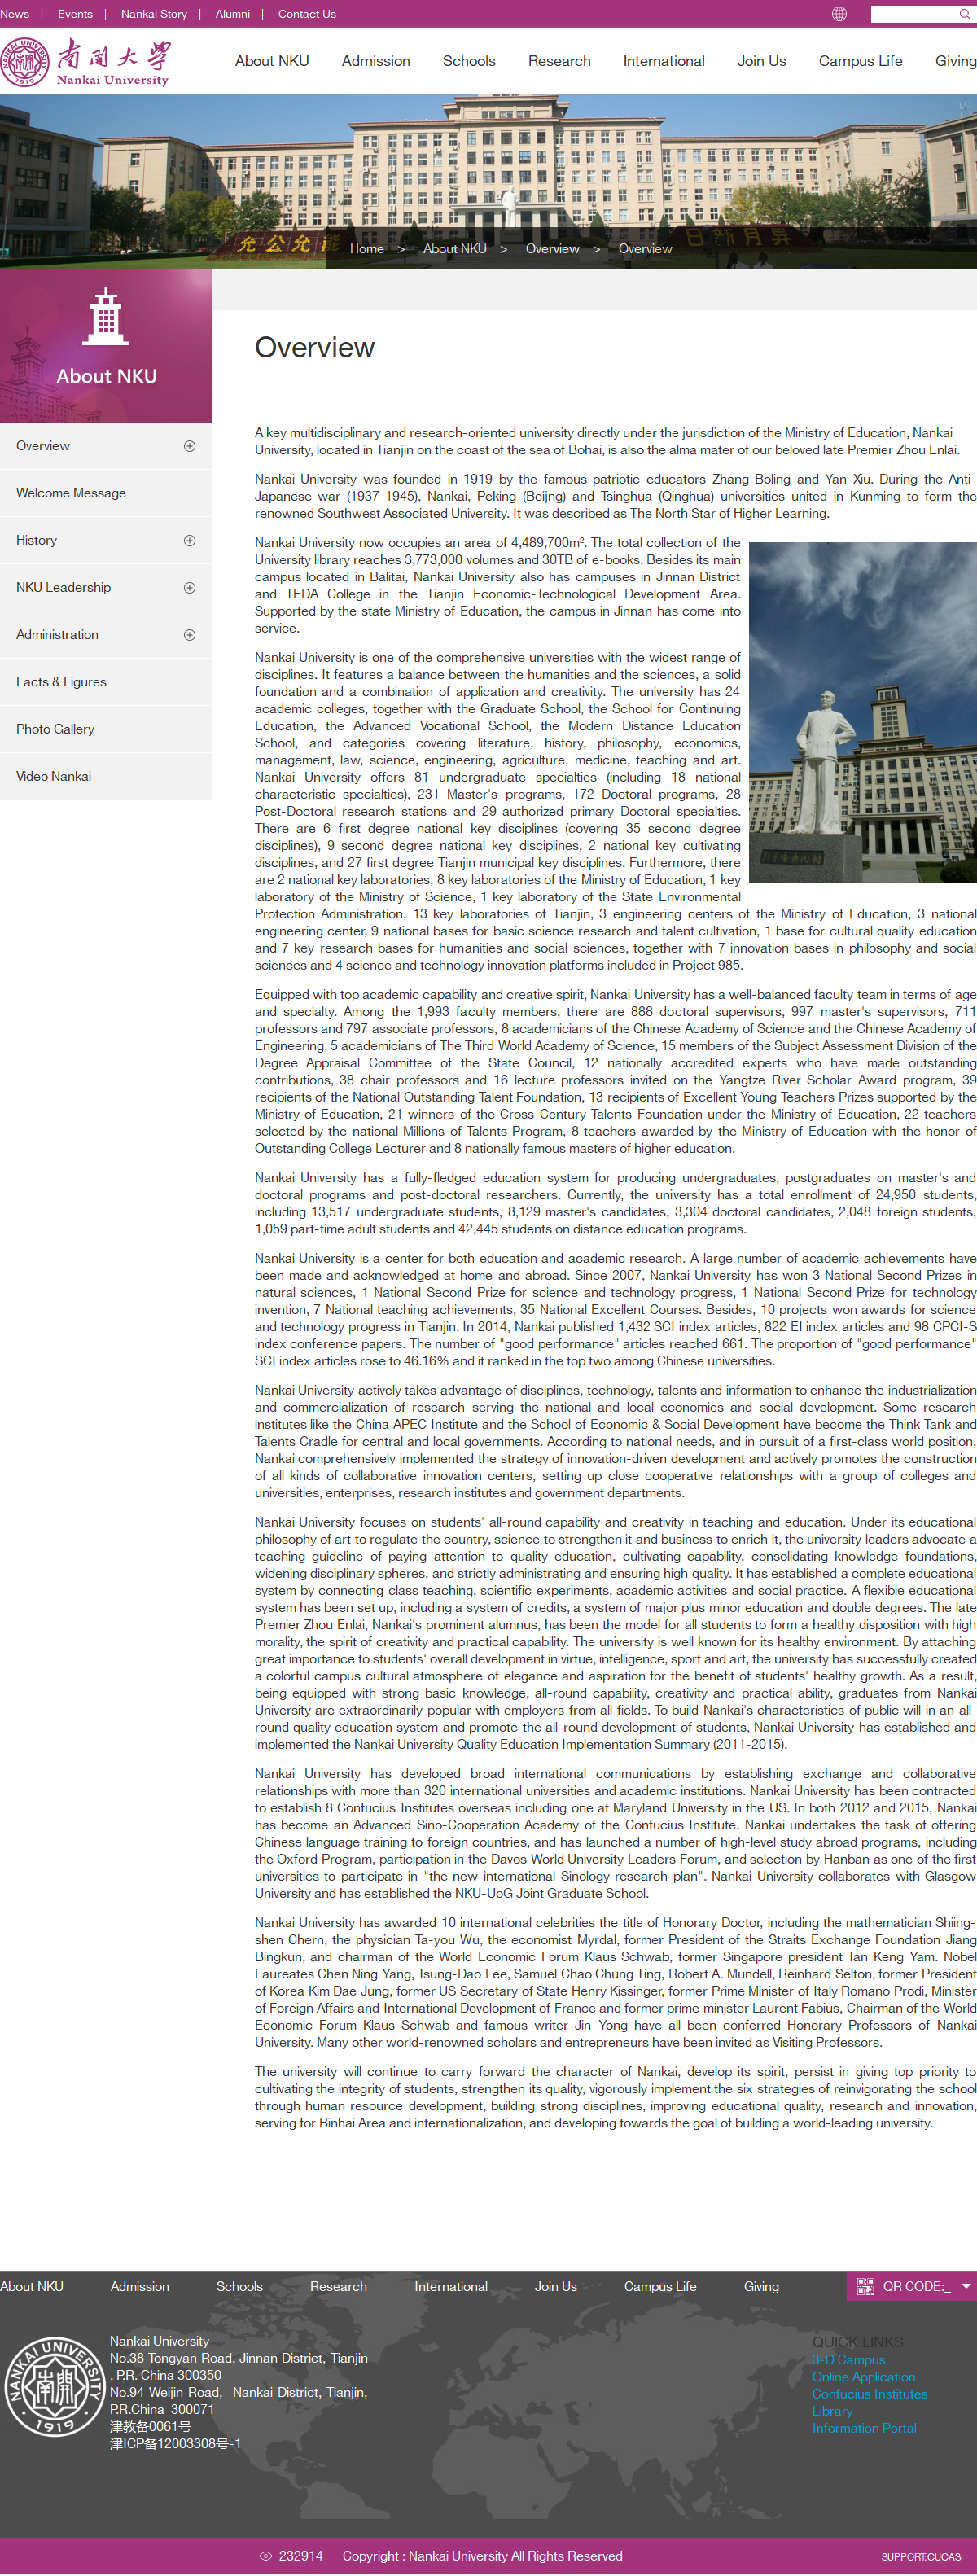 News | Events | Nankai Story | Alumni | Contact Us
南開大學
Nankai University
NANKAI UNIVERSITY
1919
About NKU Admission Schools Research International Join Us Campus Life Giving
允公允能
日新月异
Home > About NKU > Overview > Overview
About NKU
Overview
Welcome Message
History
NKU Leadership
Administration
Facts & Figures
Photo Gallery
Video Nankai
Overview
A key multidisciplinary and research-oriented university directly under the jurisdiction of the Ministry of Education, Nankai
University, located in Tianjin on the coast of the sea of Bohai, is also the alma mater of our beloved late Premier Zhou Enlai.
Nankai University was founded in 1919 by the famous patriotic educators Zhang Boling and Yan Xiu. During the Anti-
Japanese war (1937-1945), Nankai, Peking (Beijng) and Tsinghua (Qinghua) universities united in Kunming to form the
renowned Southwest Associated University. It was described as The North Star of Higher Learning.
Nankai University now occupies an area of 4,489,700m². The total collection of the
University library reaches 3,773,000 volumes and 30TB of e-books. Besides its main
campus located in Balitai, Nankai University also has campuses in Jinnan District
and TEDA College in the Tianjin Economic-Technological Development Area.
Supported by the state Ministry of Education, the campus in Jinnan has come into
service.
Nankai University is one of the comprehensive universities with the widest range of
disciplines. It features a balance between the humanities and the sciences, a solid
foundation and a combination of application and creativity. The university has 24
academic colleges, together with the Graduate School, the School for Continuing
Education, the Advanced Vocational School, the Modern Distance Education
School, and categories covering literature, history, philosophy, economics,
management, law, science, engineering, agriculture, medicine, teaching and art.
Nankai University offers 81 undergraduate specialties (including 18 national
characteristic specialties), 231 Master's programs, 172 Doctoral programs, 28
Post-Doctoral research stations and 29 authorized primary Doctoral specialties.
There are 6 first degree national key disciplines (covering 35 second degree
disciplines), 9 second degree national key disciplines, 2 national key cultivating
disciplines, and 27 first degree Tianjin municipal key disciplines. Furthermore, there
are 2 national key laboratories, 8 key laboratories of the Ministry of Education, 1 key
laboratory of the Ministry of Science, 1 key laboratory of the State Environmental
Protection Administration, 13 key laboratories of Tianjin, 3 engineering centers of the Ministry of Education, 3 national
engineering center, 9 national bases for basic science research and talent cultivation, 1 base for cultural quality education
and 7 key research bases for humanities and social sciences, together with 7 innovation bases in philosophy and social
sciences and 4 science and technology innovation platforms included in Project 985.
Equipped with top academic capability and creative spirit, Nankai University has a well-balanced faculty team in terms of age
and specialty. Among the 1,993 faculty members, there are 888 doctoral supervisors, 997 master's supervisors, 711
professors and 797 associate professors, 8 academicians of the Chinese Academy of Science and the Chinese Academy of
Engineering, 5 academicians of The Third World Academy of Science, 15 members of the Subject Assessment Division of the
Degree Appraisal Committee of the State Council, 12 nationally accredited experts who have made outstanding
contributions, 38 chair professors and 16 lecture professors invited on the Yangtze River Scholar Award program, 39
recipients of the National Outstanding Talent Foundation, 13 recipients of Excellent Young Teachers Prizes supported by the
Ministry of Education, 21 winners of the Cross Century Talents Foundation under the Ministry of Education, 22 teachers
selected by the national Millions of Talents Program, 8 teachers awarded by the Ministry of Education with the honor of
Outstanding College Lecturer and 8 nationally famous masters of higher education.
Nankai University has a fully-fledged education system for producing undergraduates, postgraduates on master's and
doctoral programs and post-doctoral researchers. Currently, the university has a total enrollment of 24,950 students,
including 13,517 undergraduate students, 8,129 master's candidates, 3,304 doctoral candidates, 2,048 foreign students,
1,059 part-time adult students and 42,445 students on distance education programs.
Nankai University is a center for both education and academic research. A large number of academic achievements have
been made and acknowledged at home and abroad. Since 2007, Nankai University has won 3 National Second Prizes in
natural sciences, 1 National Second Prize for science and technology progress, 1 National Second Prize for technology
invention, 7 National teaching achievements, 35 National Excellent Courses. Besides, 10 projects won awards for science
and technology progress in Tianjin. In 2014, Nankai published 1,432 SCI index articles, 822 EI index articles and 98 CPCI-S
index conference papers. The number of "good performance" articles reached 661. The proportion of "good performance"
SCI index articles rose to 46.16% and it ranked in the top two among Chinese universities.
Nankai University actively takes advantage of disciplines, technology, talents and information to enhance the industrialization
and commercialization of research serving the national and local economies and social development. Some research
institutes like the China APEC Institute and the School of Economic & Social Development have become the Think Tank and
Talents Cradle for central and local governments. According to national needs, and in pursuit of a first-class world position,
Nankai comprehensively implemented the strategy of innovation-driven development and actively promotes the construction
of all kinds of collaborative innovation centers, setting up close cooperative relationships with a group of colleges and
universities, enterprises, research institutes and government departments.
Nankai University focuses on students' all-round capability and creativity in teaching and education. Under its educational
philosophy of art to regulate the country, science to strengthen it and business to enrich it, the university leaders advocate a
teaching guideline of paying attention to quality education, cultivating capability, consolidating knowledge foundations,
widening disciplinary spheres, and strictly administrating and ensuring high quality. It has established a complete educational
system by connecting class teaching, scientific experiments, academic activities and social practice. A flexible educational
system has been set up, including a system of credits, a system of major plus minor education and double degrees. The late
Premier Zhou Enlai, Nankai's prominent alumnus, has been the model for all students to form a healthy disposition with high
morality, the spirit of creativity and practical capability. The university is well known for its healthy environment. By attaching
great importance to students' overall development in virtue, intelligence, sport and art, the university has successfully created
a colorful campus cultural atmosphere of elegance and aspiration for the benefit of students' healthy growth. As a result,
being equipped with strong basic knowledge, all-round capability, creativity and practical ability, graduates from Nankai
University are extraordinarily popular with employers from all fields. To build Nankai's characteristics of public will in an all-
round quality education system and promote the all-round development of students, Nankai University has established and
implemented the Nankai University Quality Education Implementation Summary (2011-2015).
Nankai University has developed broad international communications by establishing exchange and collaborative
relationships with more than 320 international universities and academic institutions. Nankai University has been contracted
to establish 8 Confucius Institutes overseas including one at Maryland University in the US. In both 2012 and 2015, Nankai
has become an Advanced Sino-Cooperation Academy of the Confucius Institute. Nankai undertakes the task of offering
Chinese language training to foreign countries, and has launched a number of high-level study abroad programs, including
the Oxford Program, participation in the Davos World University Leaders Forum, and selection by Hanban as one of the first
universities to participate in "the new international Sinology research plan". Nankai University collaborates with Glasgow
University and has established the NKU-UoG Joint Graduate School.
Nankai University has awarded 10 international celebrities the title of Honorary Doctor, including the mathematician Shiing-
shen Chern, the physician Ta-you Wu, the economist Myrdal, former President of the Straits Exchange Foundation Jiang
Bingkun, and chairman of the World Economic Forum Klaus Schwab, former Singapore president Tan Keng Yam. Nobel
Laureates Chen Ning Yang, Tsung-Dao Lee, Samuel Chao Chung Ting, Robert A. Mundell, Reinhard Selton, former President
of Korea Kim Dae Jung, former US Secretary of State Henry Kissinger, former Prime Minister of Italy Romano Prodi, Minister
of Foreign Affairs and International Development of France and former prime minister Laurent Fabius, Chairman of the World
Economic Forum Klaus Schwab and famous writer Jin Yong have all been conferred Honorary Professors of Nankai
University. Many other world-renowned scholars and entrepreneurs have been invited as Visiting Professors.
The university will continue to carry forward the character of Nankai, develop its spirit, persist in giving top priority to
cultivating the integrity of students, strengthen its quality, vigorously implement the six strategies of reinvigorating the school
through human resource development, building strong disciplines, improving educational quality, research and innovation,
serving for Binhai Area and internationalization, and developing towards the goal of building a world-leading university.
About NKU Admission Schools Research International Join Us Campus Life Giving QR CODE:_
NANKAI UNIVERSITY
1919
Nankai University
No.38 Tongyan Road, Jinnan District, Tianjin
, P.R. China 300350
No.94 Weijin Road, Nankai District, Tianjin,
P.R.China 300071
津教备0061号
津ICP备12003308号-1
QUICK LINKS
3-D Campus
Online Application
Confucius Institutes
Library
Information Portal
232914 Copyright : Nankai University All Rights Reserved SUPPORT:CUCAS